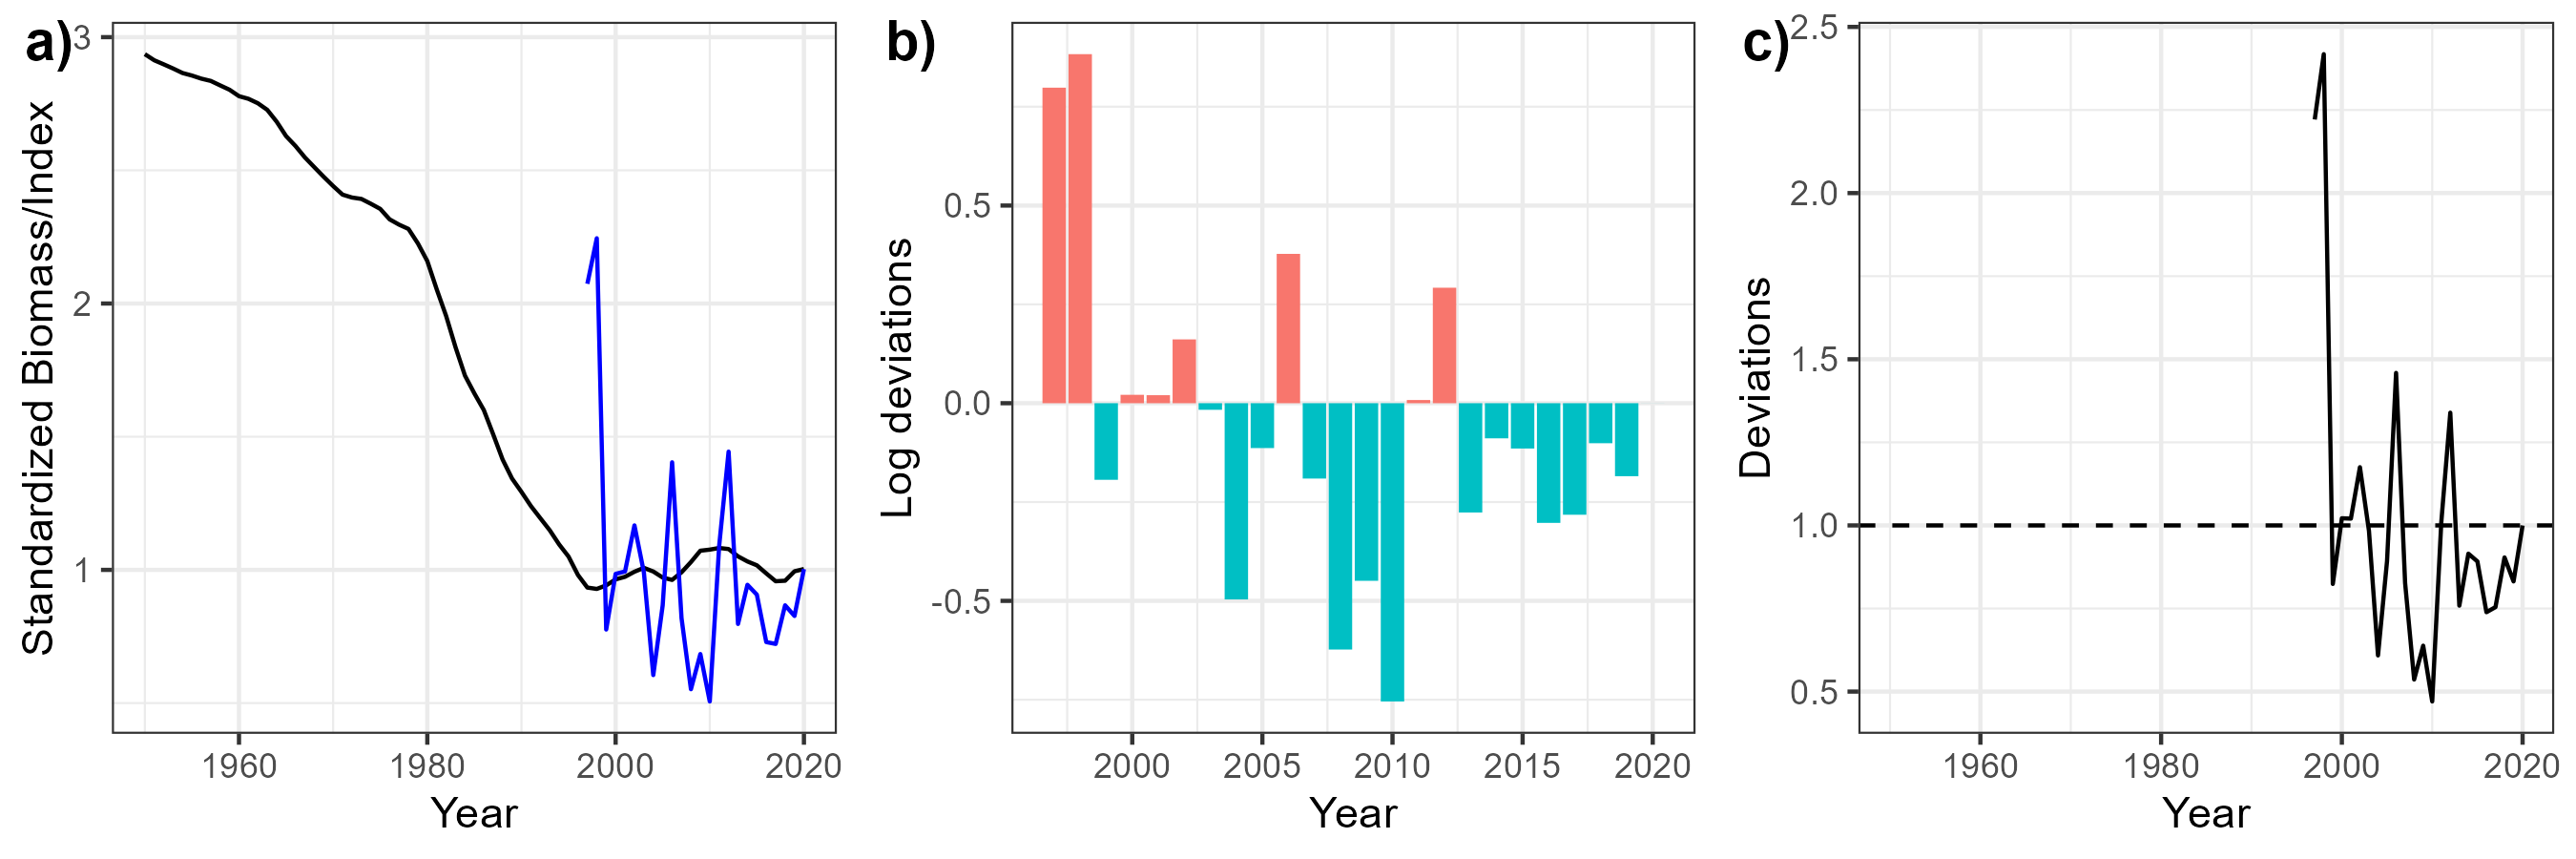 a)
3
2
1
Standardized Biomass/Index
1960 1980 2000 2020
Year
b)
0.5
0.0
-0.5
Log deviations
2000 2005 2010 2015 2020
Year
c)
2.5
2.0
1.5
1.0
0.5
Deviations
1960 1980 2000 2020
Year